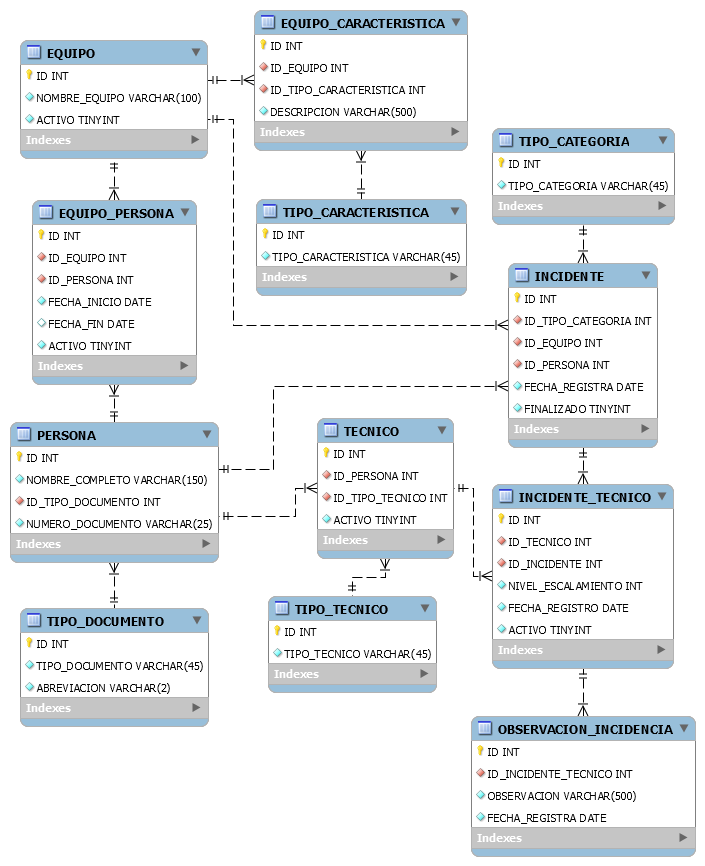 EQUIPO
ID INT
NOMBRE_EQUIPO VARCHAR(100)
ACTIVO TINYINT
Indexes
EQUIPO_CARACTERISTICA
ID INT
ID_EQUIPO INT
ID_TIPO_CARACTERISTICA INT
DESCRIPCION VARCHAR(500)
Indexes
TIPO_CATEGORIA
ID INT
TIPO_CATEGORIA VARCHAR(45)
Indexes
EQUIPO_PERSONA
ID INT
ID_EQUIPO INT
ID_PERSONA INT
FECHA_INICIO DATE
FECHA_FIN DATE
ACTIVO TINYINT
Indexes
TIPO_CARACTERISTICA
ID INT
TIPO_CARACTERISTICA VARCHAR(45)
Indexes
INCIDENTE
ID INT
ID_TIPO_CATEGORIA INT
ID_EQUIPO INT
ID_PERSONA INT
FECHA_REGISTRA DATE
FINALIZADO TINYINT
Indexes
PERSONA
ID INT
NOMBRE_COMPLETO VARCHAR(150)
ID_TIPO_DOCUMENTO INT
NUMERO_DOCUMENTO VARCHAR(25)
Indexes
TECNICO
ID INT
ID_PERSONA INT
ID_TIPO_TECNICO INT
ACTIVO TINYINT
Indexes
INCIDENTE_TECNICO
ID INT
ID_TECNICO INT
ID_INCIDENTE INT
NIVEL_ESCALAMIENTO INT
FECHA_REGISTRO DATE
ACTIVO TINYINT
Indexes
TIPO_DOCUMENTO
ID INT
TIPO_DOCUMENTO VARCHAR(45)
ABREVIACION VARCHAR(2)
Indexes
TIPO_TECNICO
ID INT
TIPO_TECNICO VARCHAR(45)
Indexes
OBSERVACION_INCIDENCIA
ID INT
ID_INCIDENTE_TECNICO INT
OBSERVACION VARCHAR(500)
FECHA_REGISTRA DATE
Indexes